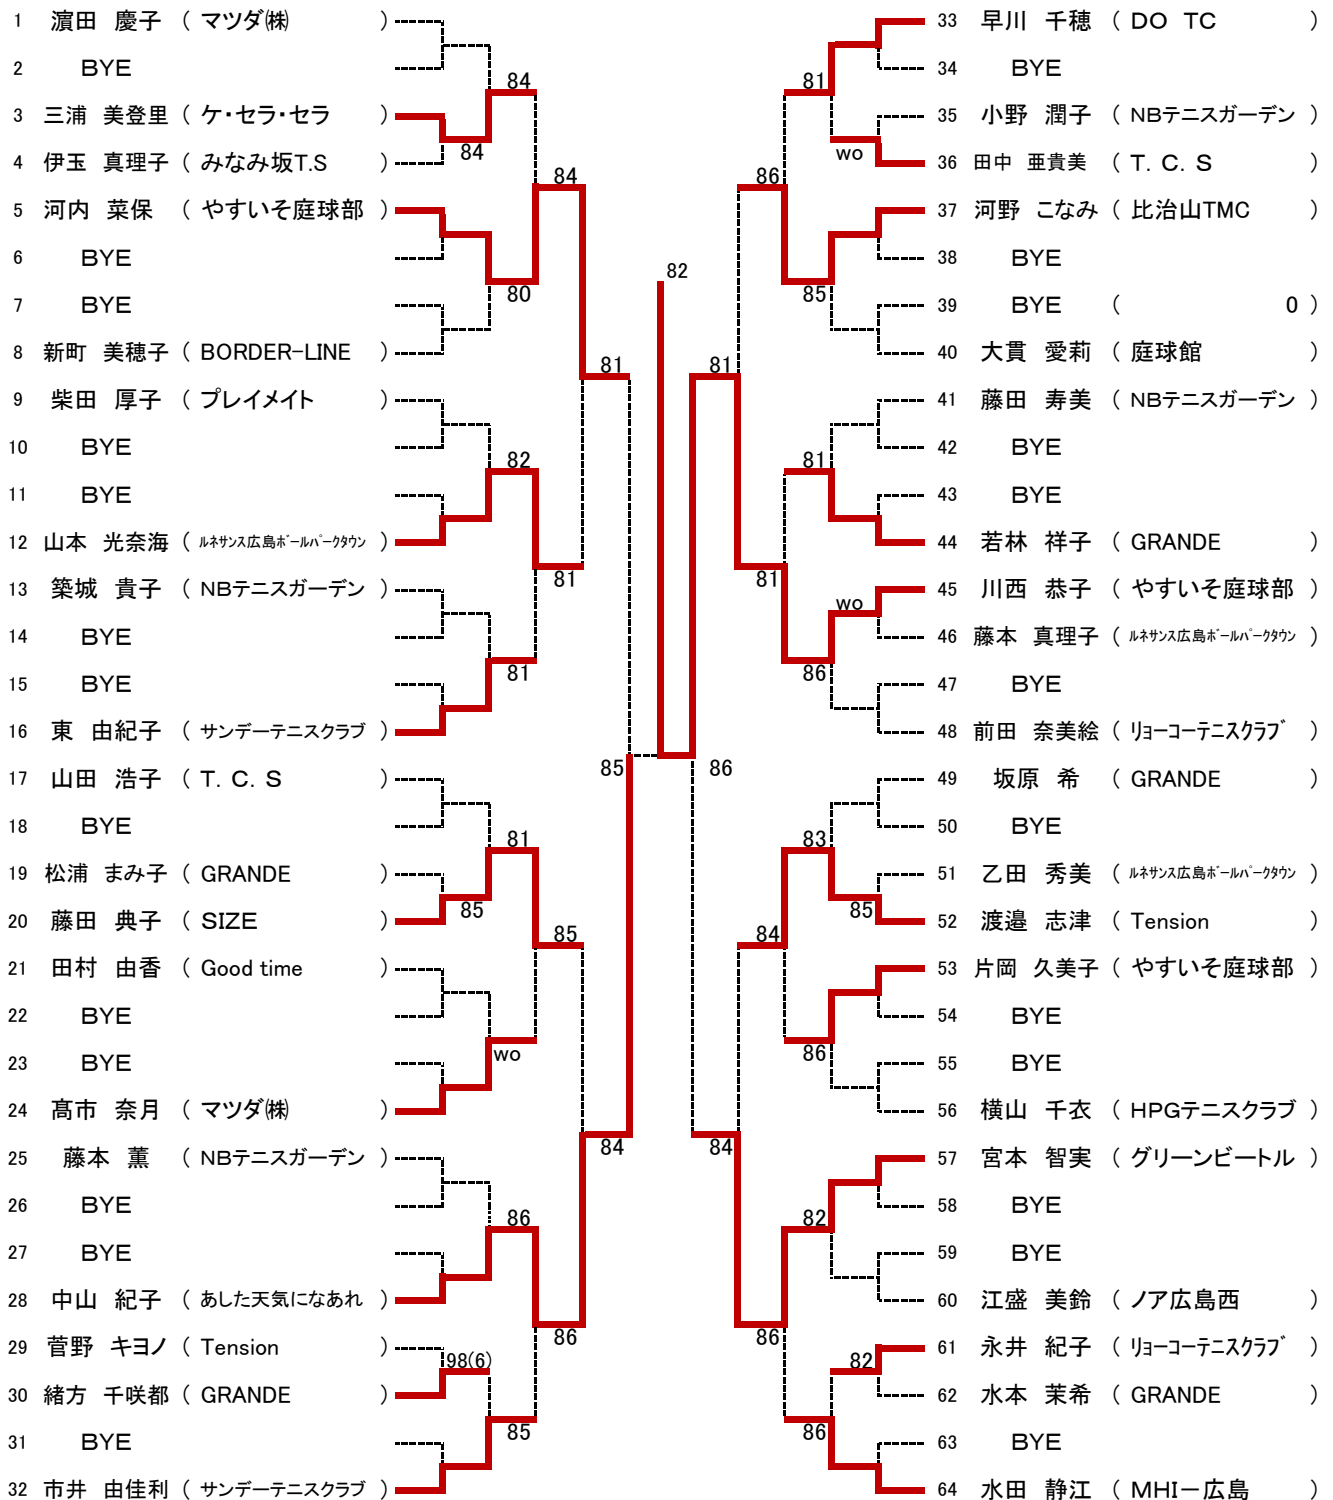 1 濵田 慶子 ( マツダ㈱ )
2 BYE
3 三浦 美登里 ( ケ・セラ・セラ )
4 伊玉 真理子 ( みなみ坂T.S )
5 河内 菜保 ( やすいそ庭球部 )
6 BYE
7 BYE
8 新町 美穂子 ( BORDER-LINE )
9 柴田 厚子 ( プレイメイト )
10 BYE
11 BYE
12 山本 光奈海 ( ﾙﾈｻﾝｽ広島ﾎﾞｰﾙﾊﾟｰｸﾀｳﾝ )
13 築城 貴子 ( NBテニスガーデン )
14 BYE
15 BYE
16 東 由紀子 ( サンデーテニスクラブ )
17 山田 浩子 ( T. C. S )
18 BYE
19 松浦 まみ子 ( GRANDE )
20 藤田 典子 ( SIZE )
21 田村 由香 ( Good time )
22 BYE
23 BYE
24 髙市 奈月 ( マツダ㈱ )
25 藤本 薫 ( NBテニスガーデン )
26 BYE
27 BYE
28 中山 紀子 ( あした天気になあれ )
29 菅野 キヨノ ( Tension )
30 緒方 千咲都 ( GRANDE )
31 BYE
32 市井 由佳利 ( サンデーテニスクラブ )
84
84
84
80
81
82
81
81
85
81
85
85
wo
84
86
98(6)
86
85
82
86
81
81
wo
86
85
81
81
wo
86
83
85
84
86
84
82
86
82
86
33 早川 千穂 ( DO TC )
34 BYE
35 小野 潤子 ( NBテニスガーデン )
36 田中 亜貴美 ( T. C. S )
37 河野 こなみ ( 比治山TMC )
38 BYE
39 BYE ( 0 )
40 大貫 愛莉 ( 庭球館 )
41 藤田 寿美 ( NBテニスガーデン )
42 BYE
43 BYE
44 若林 祥子 ( GRANDE )
45 川西 恭子 ( やすいそ庭球部 )
46 藤本 真理子 ( ﾙﾈｻﾝｽ広島ﾎﾞｰﾙﾊﾟｰｸﾀｳﾝ )
47 BYE
48 前田 奈美絵 ( ﾘｮｰｺｰﾃﾆｽｸﾗﾌﾞ )
49 坂原 希 ( GRANDE )
50 BYE
51 乙田 秀美 ( ﾙﾈｻﾝｽ広島ﾎﾞｰﾙﾊﾟｰｸﾀｳﾝ )
52 渡邉 志津 ( Tension )
53 片岡 久美子 ( やすいそ庭球部 )
54 BYE
55 BYE
56 横山 千衣 ( HPGテニスクラブ )
57 宮本 智実 ( グリーンビートル )
58 BYE
59 BYE
60 江盛 美鈴 ( ノア広島西 )
61 永井 紀子 ( ﾘｮｰｺｰﾃﾆｽｸﾗﾌﾞ )
62 水本 茉希 ( GRANDE )
63 BYE
64 水田 静江 ( MHI－広島 )